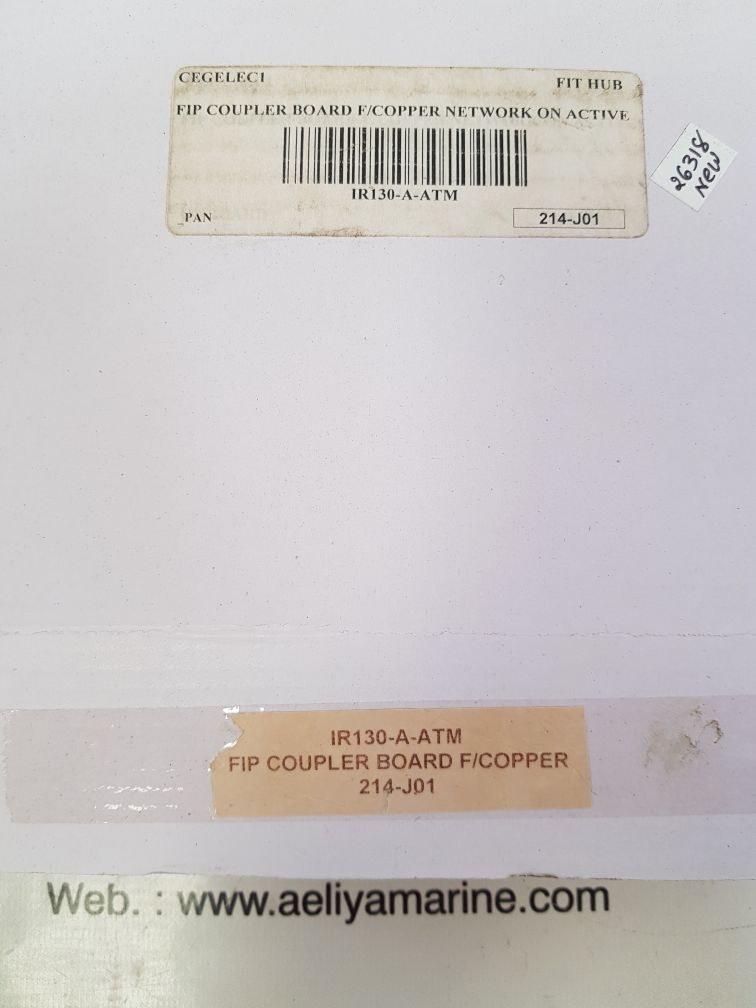 CEGELEC1
FIT HUB
FIP COUPLER BOARD F/COPPER NETWORK ON ACTIVE
IR130-A-ATM
PAN
214-J01
26318
NEW
IR130-A-ATM
FIP COUPLER BOARD F/COPPER
214-J01
Web. : www.aeliyamarine.com